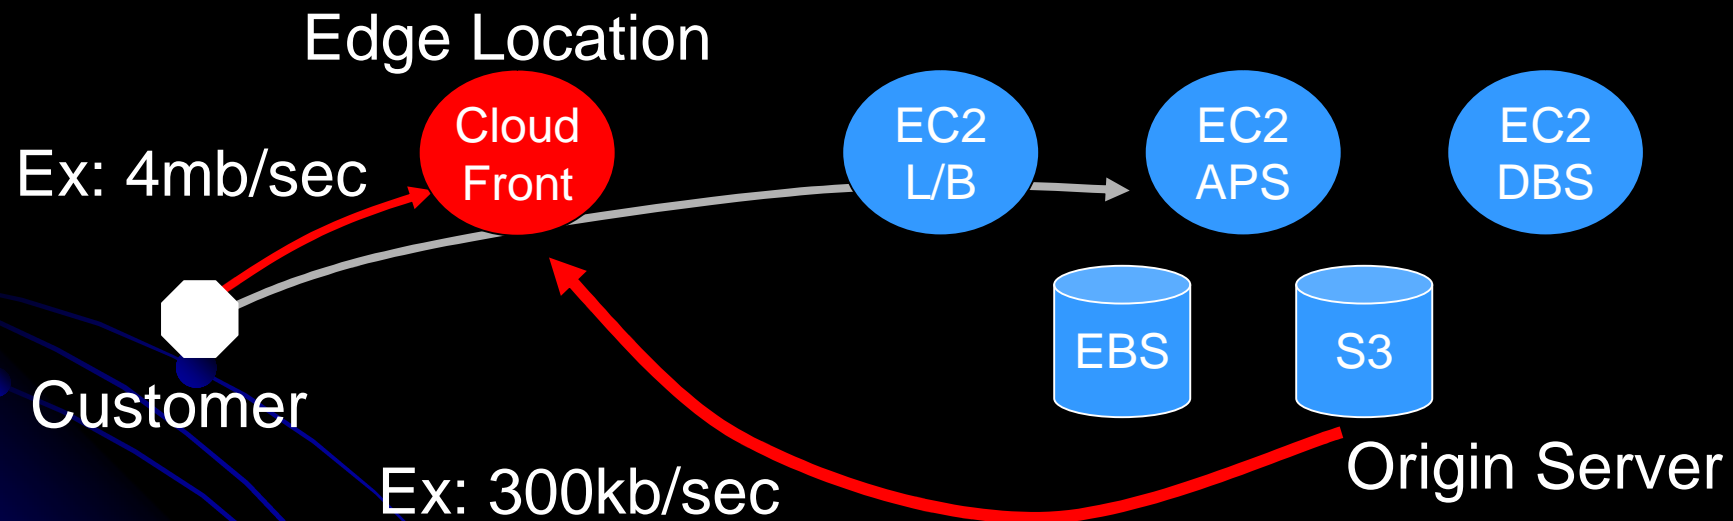 Edge Location
Cloud
Front
EC2
L/B
EC2
APS
EC2
DBS
Ex: 4mb/sec
EBS
S3
Customer
Origin Server
Ex: 300kb/sec